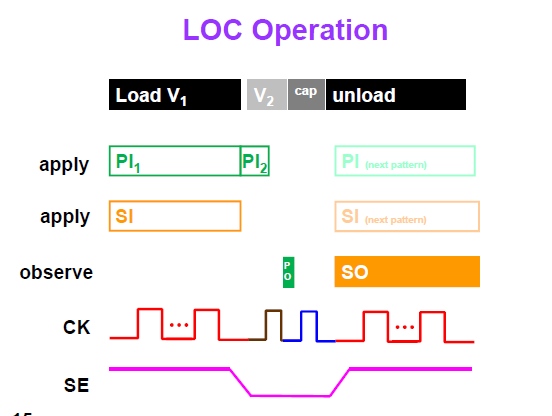 LOC Operation
Load V1 V2 cap unload
apply PI1 PI2 PI (next pattern)
apply SI SI (next pattern)
observe PO SO
CK ... ...
SE